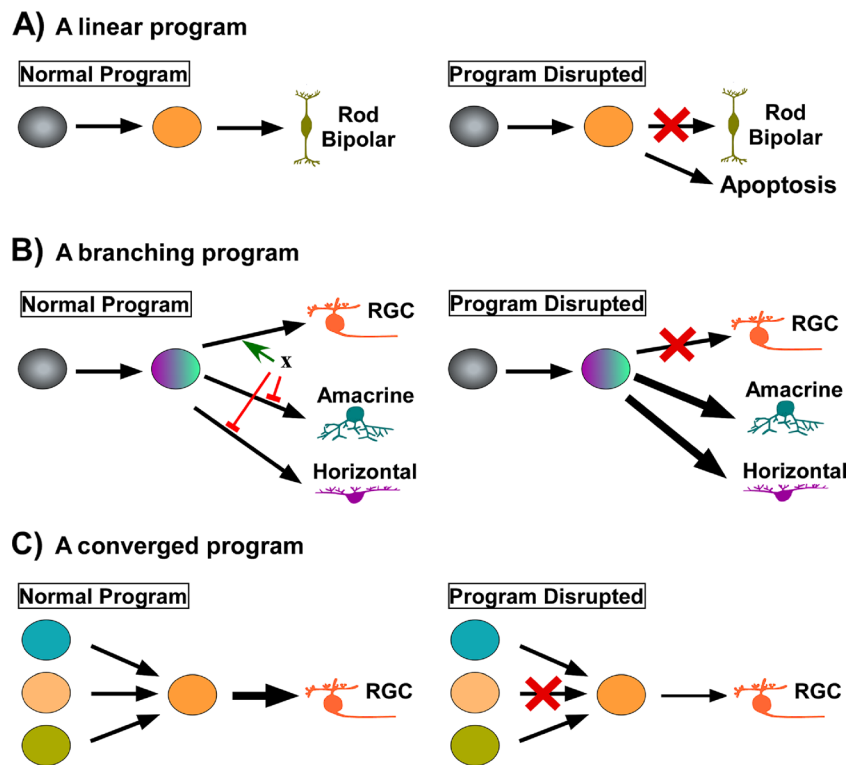 A) A linear program
Normal Program
Program Disrupted
Rod
Bipolar
Rod
Bipolar
Apoptosis
B) A branching program
Normal Program
Program Disrupted
RGC
RGC
x
Amacrine
Amacrine
Horizontal
Horizontal
C) A converged program
Normal Program
Program Disrupted
RGC
RGC